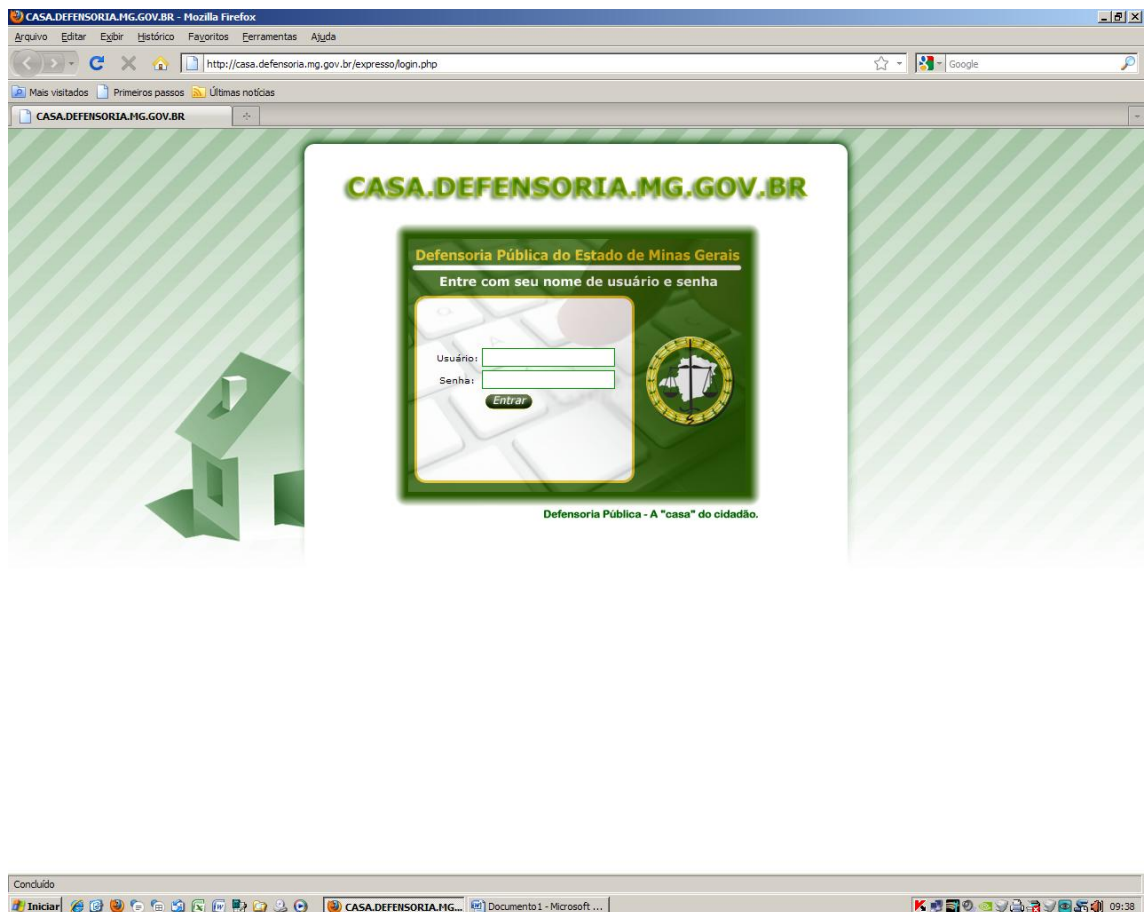 CASA.DEFENSORIA.MG.GOV.BR - Mozilla Firefox
Arquivo Editar Exibir Histórico Favoritos Ferramentas Ajuda
http://casa.defensoria.mg.gov.br/expresso/login.php Google
Mais visitados Primeiros passos Últimas notícias
CASA.DEFENSORIA.MG.GOV.BR
CASA.DEFENSORIA.MG.GOV.BR
Defensoria Pública do Estado de Minas Gerais
Entre com seu nome de usuário e senha
Usuário:
Senha:
Entrar
Defensoria Pública - A "casa" do cidadão.
Concluído
Iniciar CASA.DEFENSORIA.MG... Documento1 - Microsoft ... 09:38